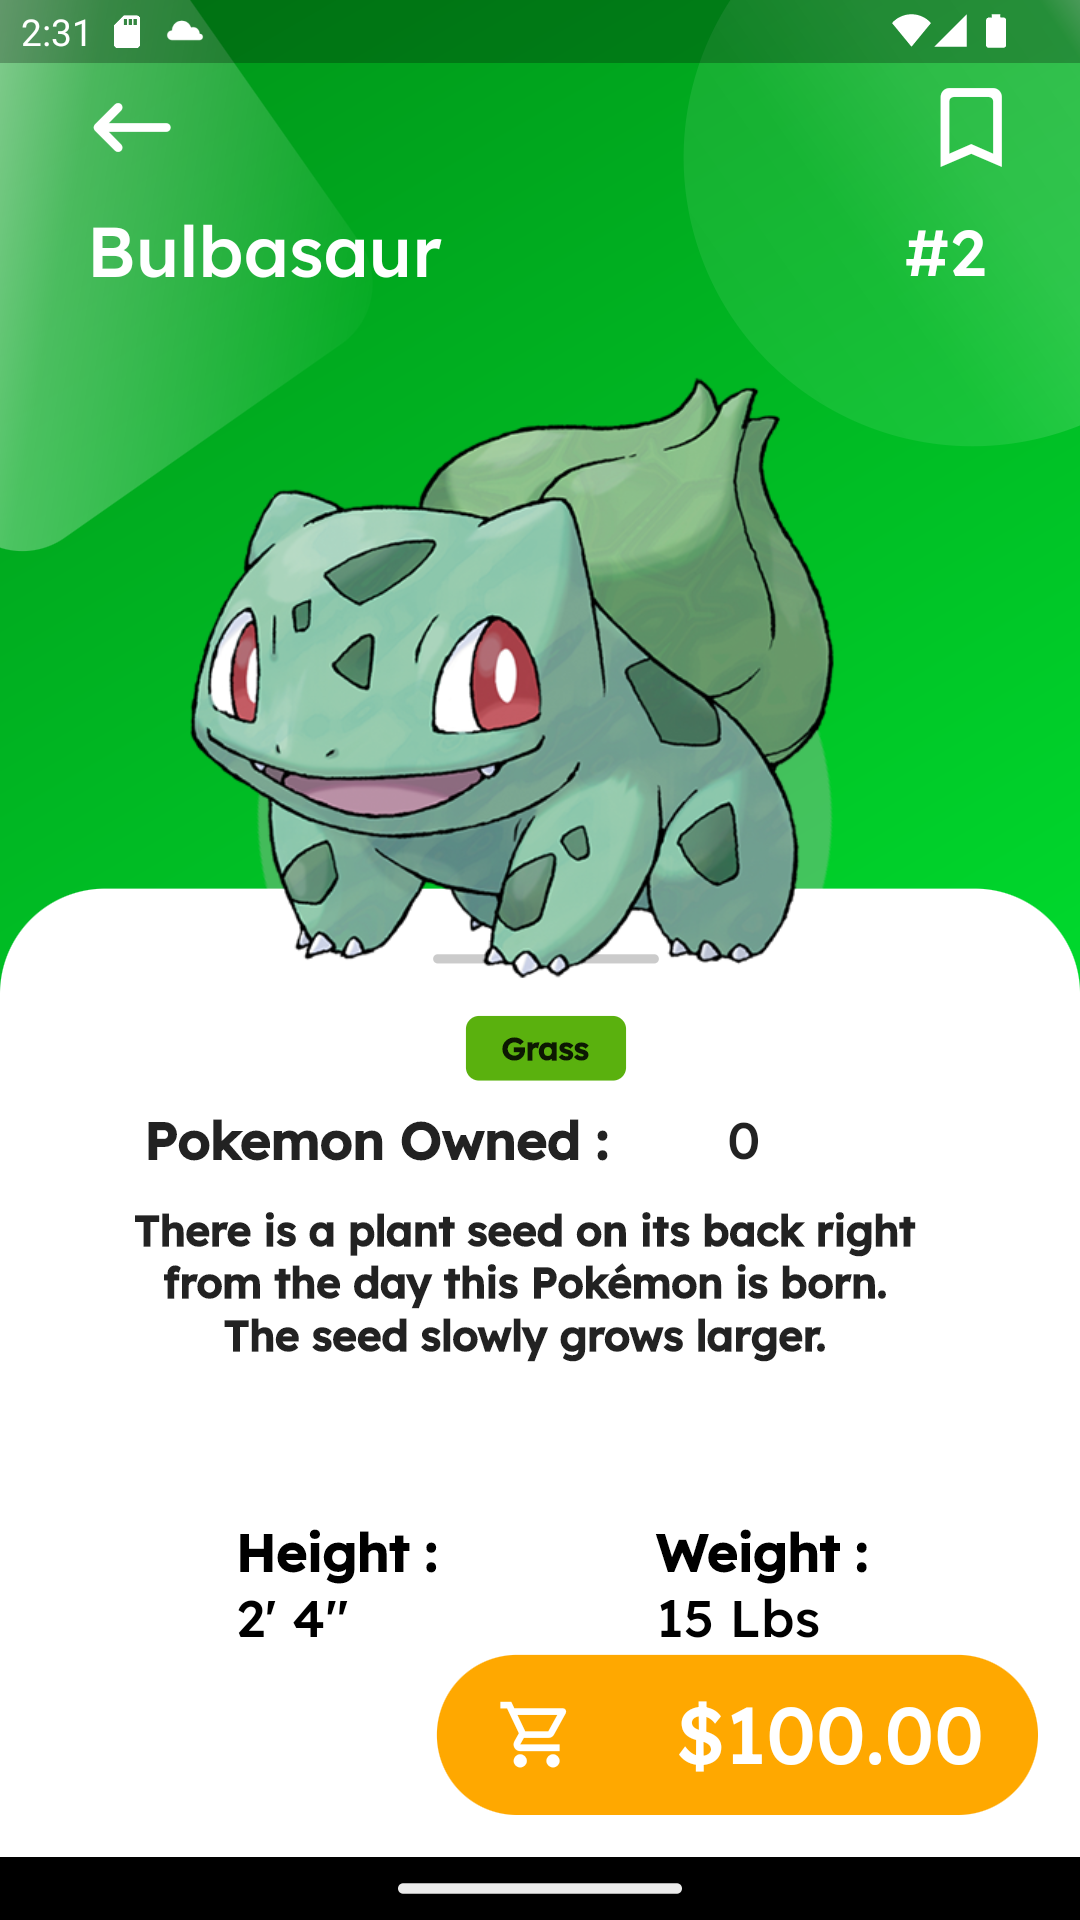 2:31
Bulbasaur #2
Grass
Pokemon Owned : 0
There is a plant seed on its back right
from the day this Pokémon is born.
The seed slowly grows larger.
Height : Weight :
2' 4" 15 Lbs
$100.00